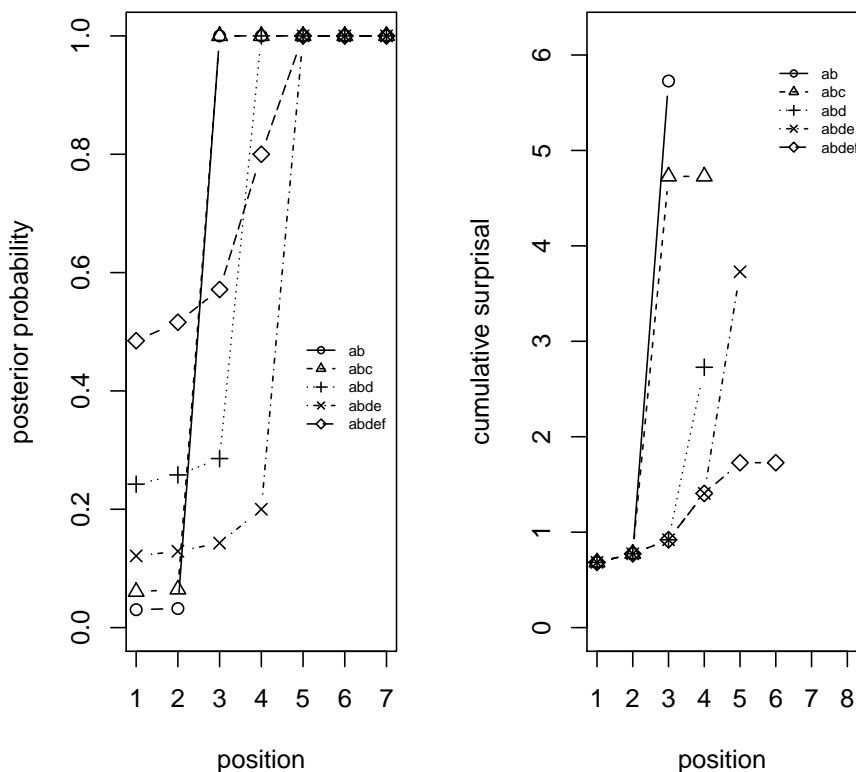 posterior probability
1.0
0.8
0.6
0.4
0.2
0.0
ab
abc
abd
abde
abdef
1 2 3 4 5 6 7
position
cumulative surprisal
6
5
4
3
2
1
0
ab
abc
abd
abde
abdef
1 2 3 4 5 6 7 8
position